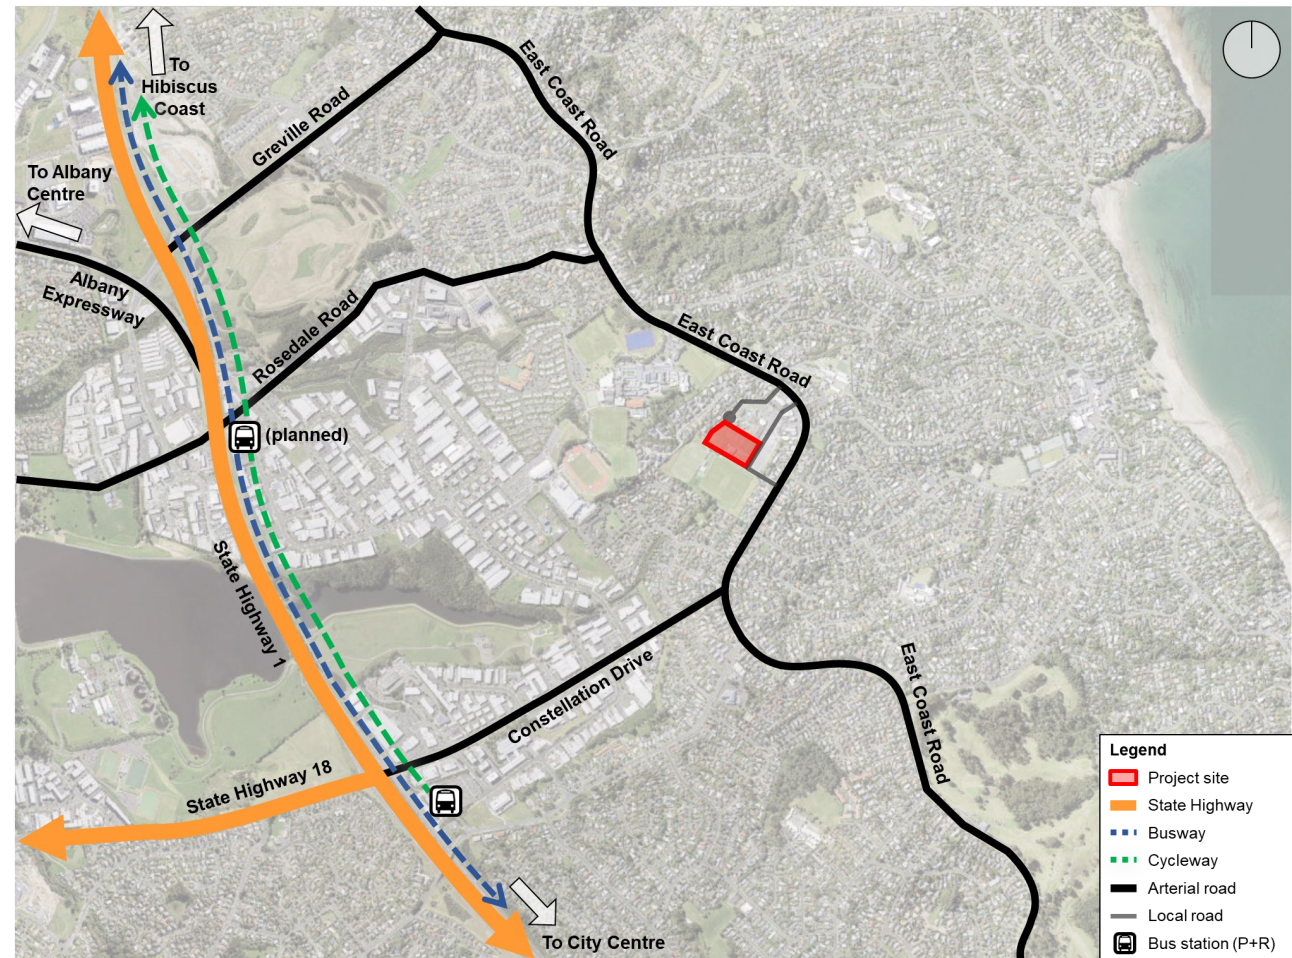 To
Hibiscus
Coast
East Coast Road
Greville Road
To Albany
Centre
Albany
Expressway
Rosedale Road
East Coast Road
(planned)
State Highway 1
Constellation Drive
East Coast Road
State Highway 18
To City Centre
Legend
Project site
State Highway
Busway
Cycleway
Arterial road
Local road
Bus station (P+R)